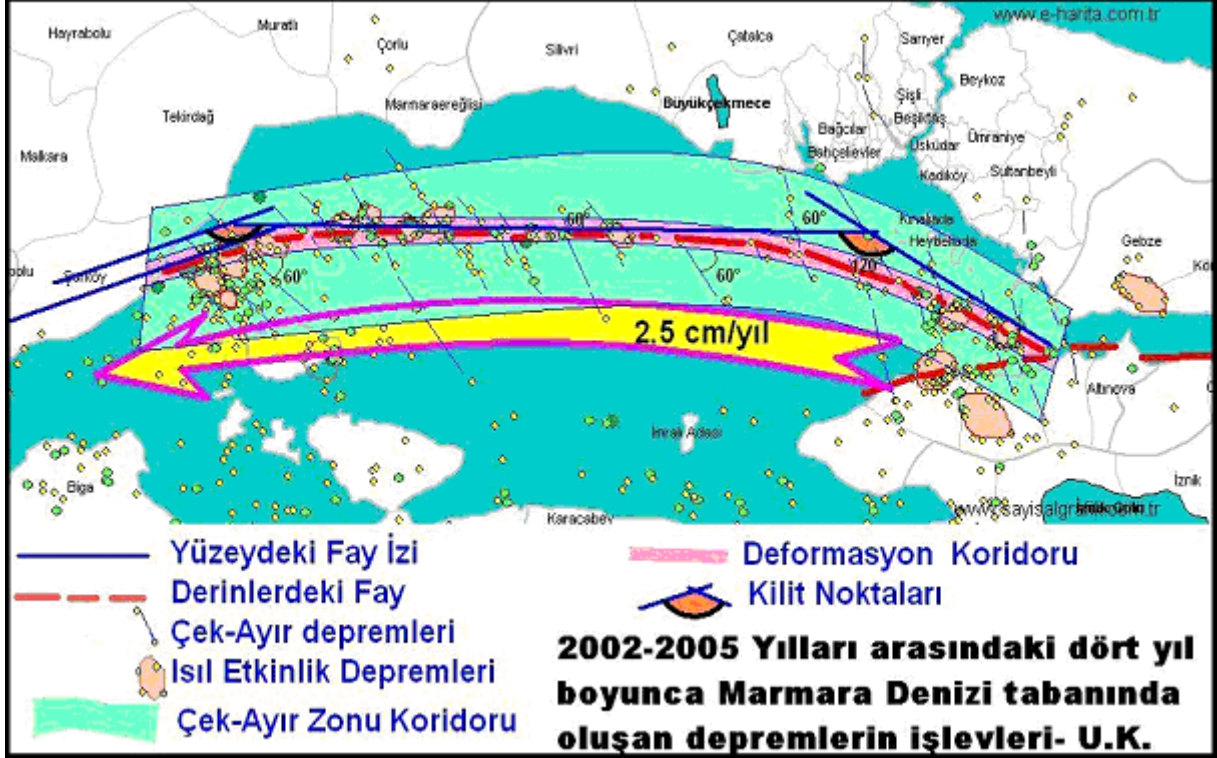 www.e-harita.com.tr
Hayrabolu
Muratlı
Çorlu
Silivri
Çatalca
Sarıyer
Beykoz
Tekirdağ
Marmaraereğlisi
Büyükçekmece
Şişli
Beşiktaş
Bağcılar
Ümraniye
Malkara
Bahçelievler
Üsküdar
Kadıköy
Sultanbeyli
60°
60°
Kınalıada
Heybeliada
Gebze
Şarköy
60°
60°
120°
2.5 cm/yıl
Altınova
İmralı Adası
Biga
İznik
Karacabey
Yüzeydeki Fay İzi
Derinlerdeki Fay
Çek-Ayır depremleri
Isıl Etkinlik Depremleri
Çek-Ayır Zonu Koridoru
Deformasyon Koridoru
Kilit Noktaları
2002-2005 Yılları arasındaki dört yıl
boyunca Marmara Denizi tabanında
oluşan depremlerin işlevleri- U.K.